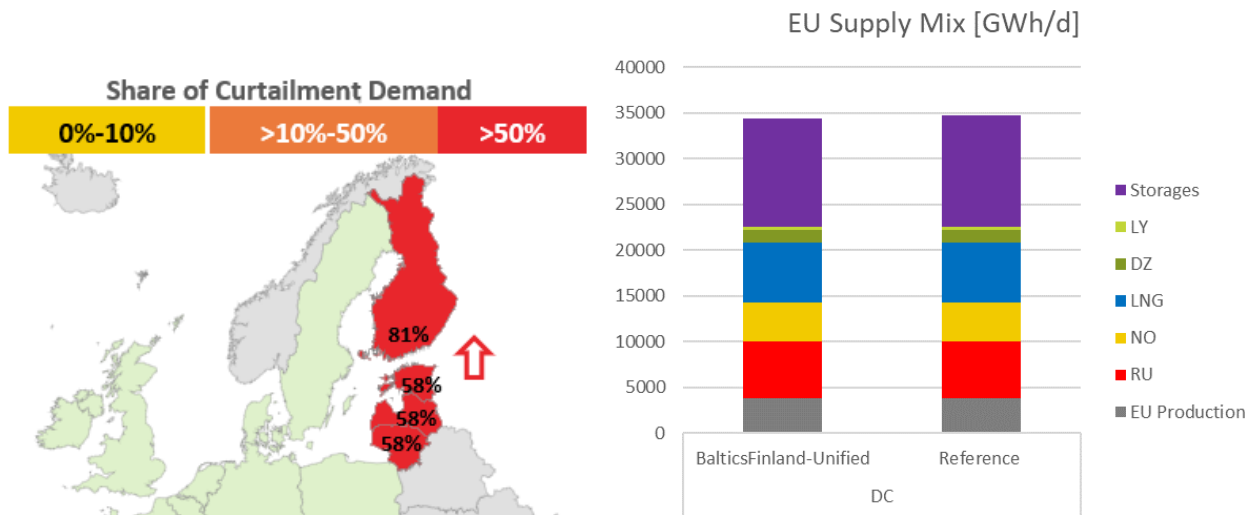 Share of Curtailment Demand
0%-10%
>10%-50%
>50%
81%
58%
58%
58%
EU Supply Mix [GWh/d]
40000
35000
30000
25000
20000
15000
10000
5000
0
BalticsFinland-Unified
Reference
DC
Storages
LY
DZ
LNG
NO
RU
EU Production